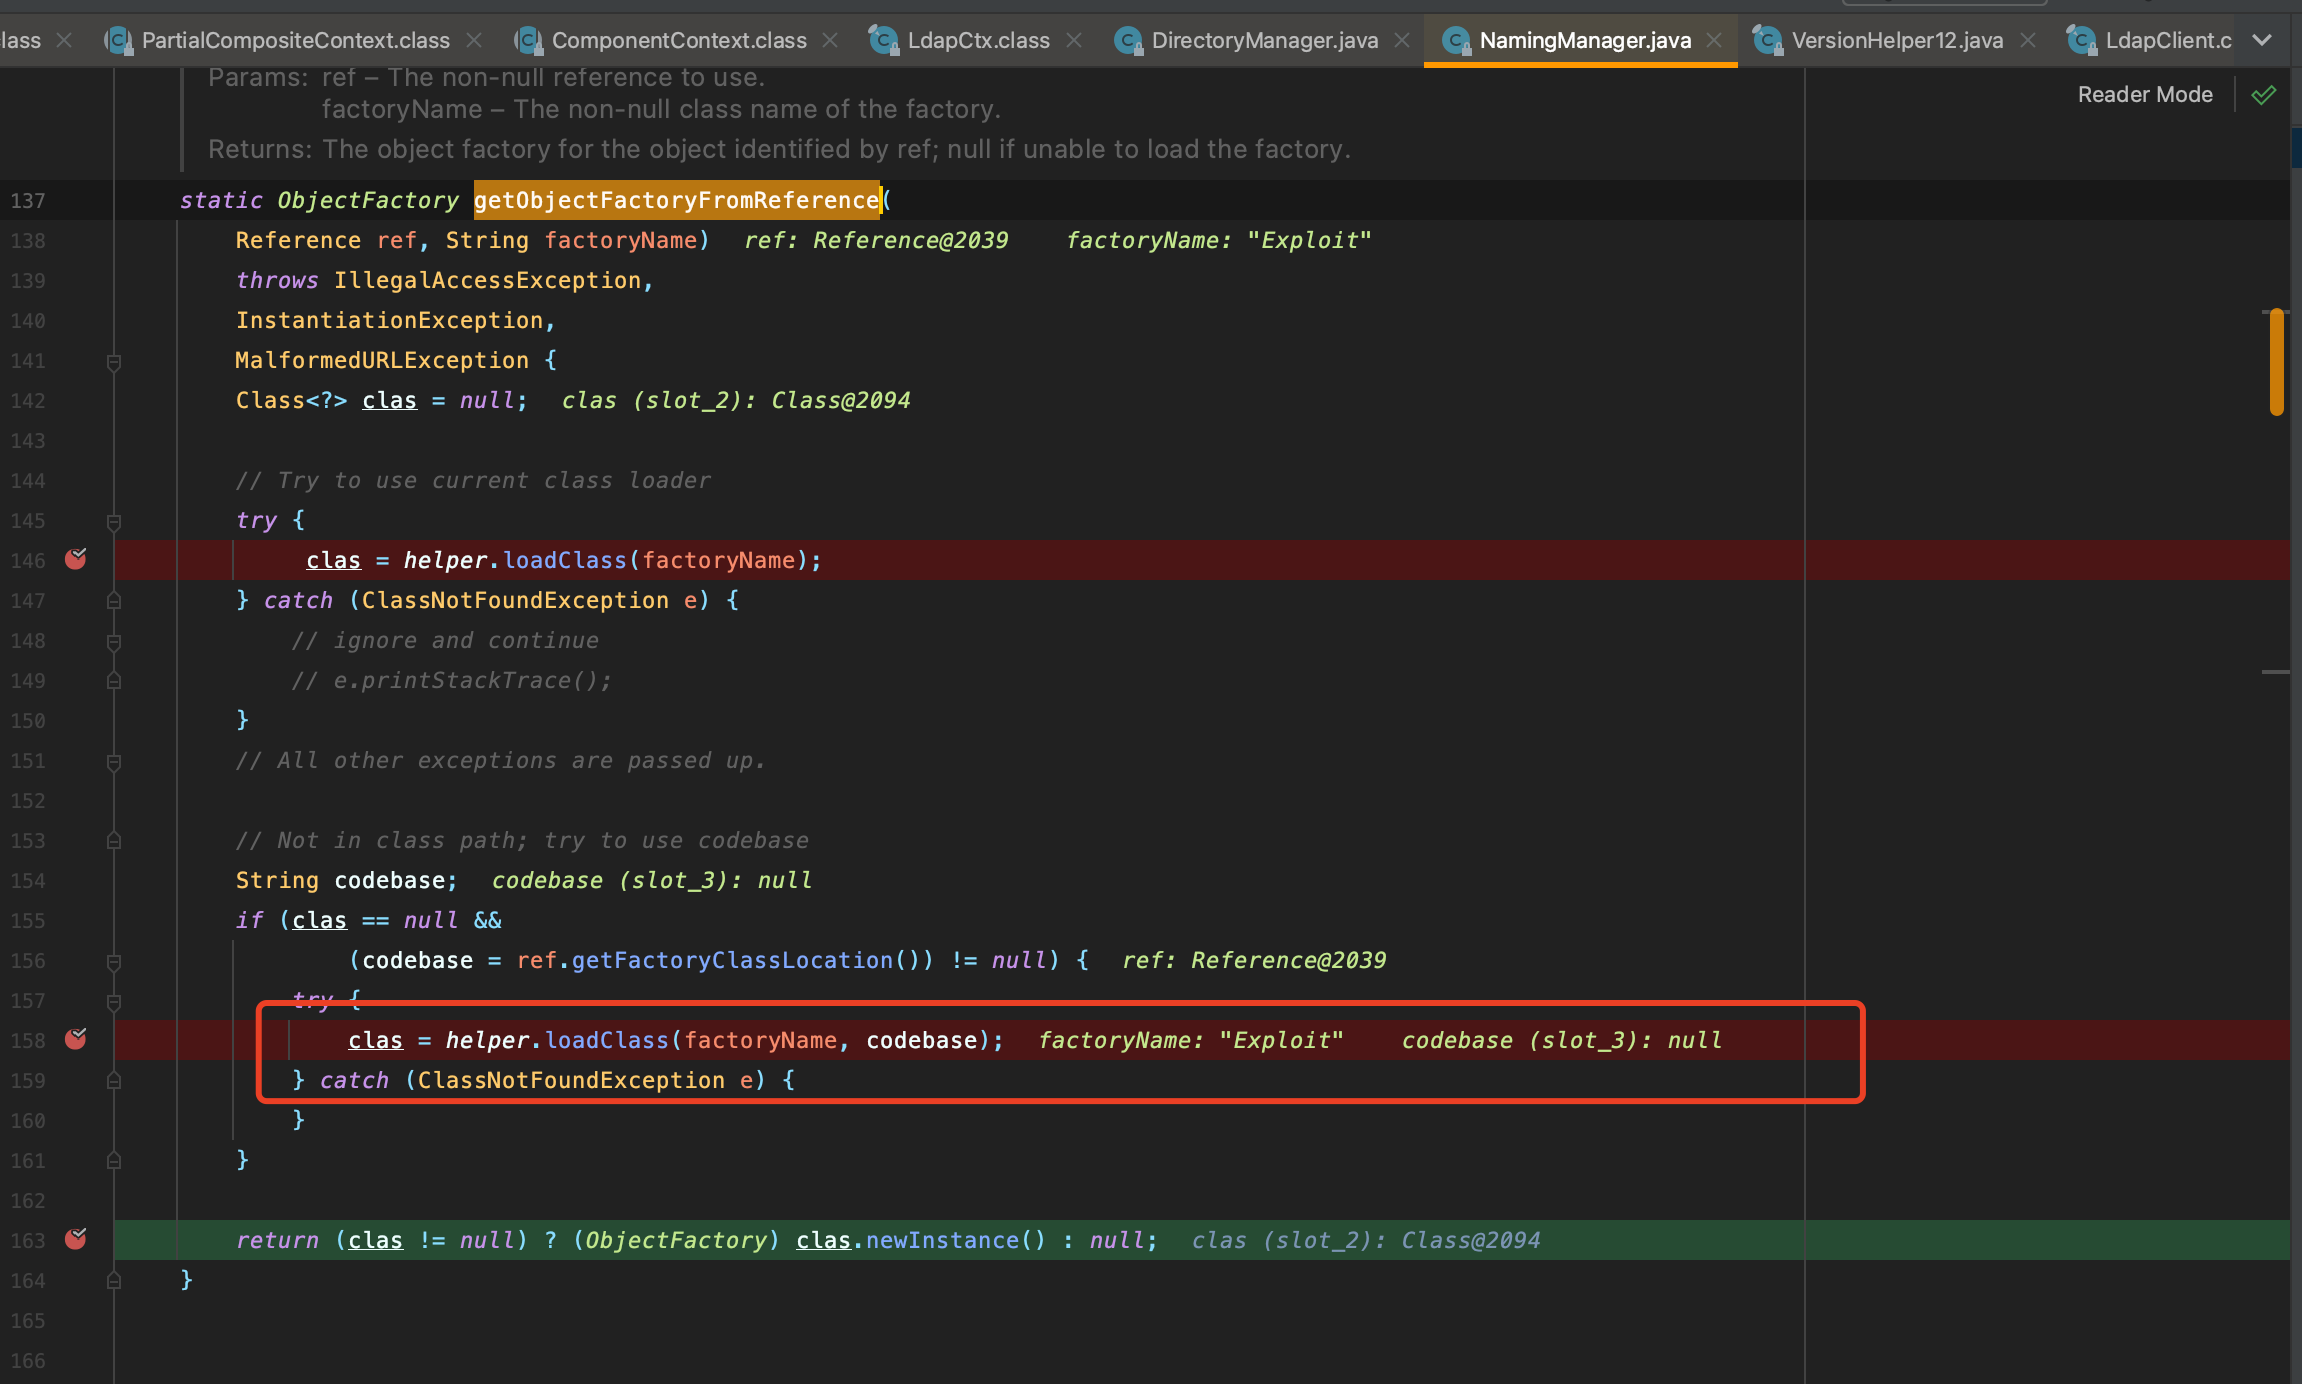 lass PartialCompositeContext.class ComponentContext.class LdapCtx.class DirectoryManager.java NamingManager.java VersionHelper12.java LdapClient.c
Params: ref – The non-null reference to use.
factoryName – The non-null class name of the factory.
Reader Mode
Returns: The object factory for the object identified by ref; null if unable to load the factory.
137 static ObjectFactory getObjectFactoryFromReference(
138 Reference ref, String factoryName) ref: Reference@2039 factoryName: "Exploit"
139 throws IllegalAccessException,
140 InstantiationException,
141 MalformedURLException {
142 Class<?> clas = null; clas (slot_2): Class@2094
143
144 // Try to use current class loader
145 try {
146 clas = helper.loadClass(factoryName);
147 } catch (ClassNotFoundException e) {
148 // ignore and continue
149 // e.printStackTrace();
150 }
151 // All other exceptions are passed up.
152
153 // Not in class path; try to use codebase
154 String codebase; codebase (slot_3): null
155 if (clas == null &&
156 (codebase = ref.getFactoryClassLocation()) != null) { ref: Reference@2039
157 try {
158 clas = helper.loadClass(factoryName, codebase); factoryName: "Exploit" codebase (slot_3): null
159 } catch (ClassNotFoundException e) {
160 }
161 }
162
163 return (clas != null) ? (ObjectFactory) clas.newInstance() : null; clas (slot_2): Class@2094
164 }
165
166